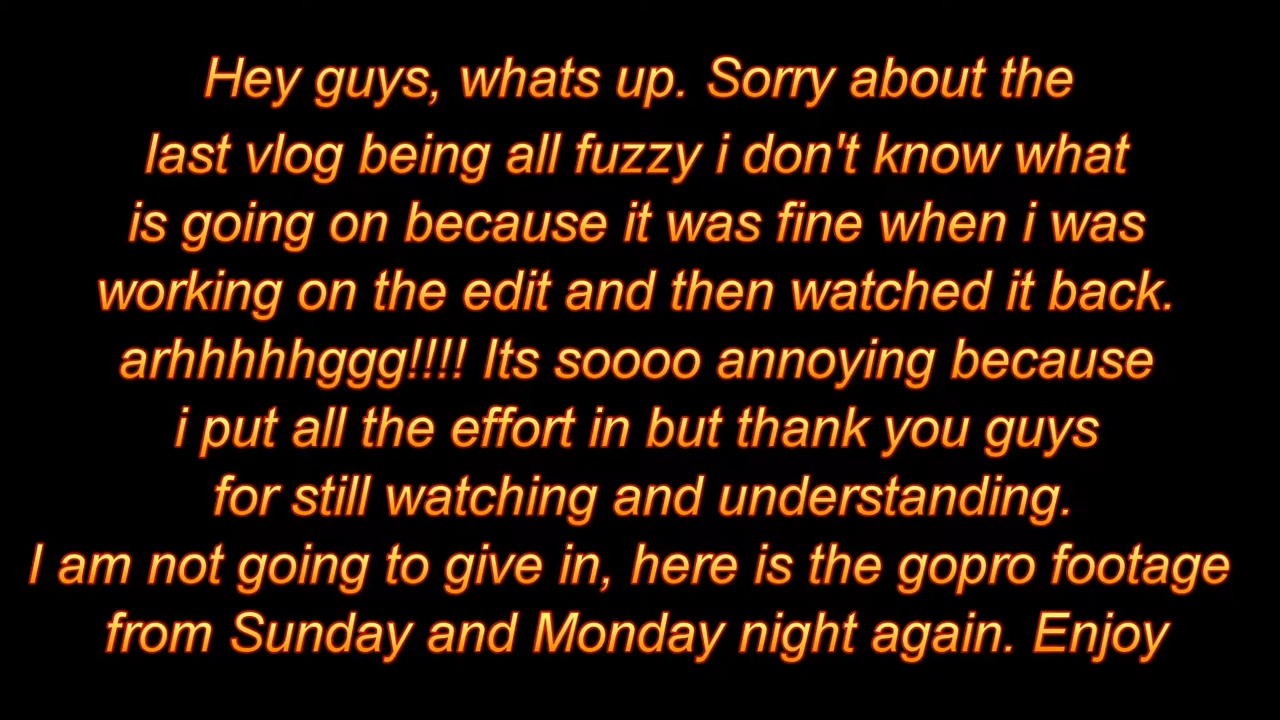 Hey guys, whats up. Sorry about the
last vlog being all fuzzy i don't know what
is going on because it was fine when i was
working on the edit and then watched it back.
arhhhhhggg!!!! Its soooo annoying because
i put all the effort in but thank you guys
for still watching and understanding.
I am not going to give in, here is the gopro footage
from Sunday and Monday night again. Enjoy